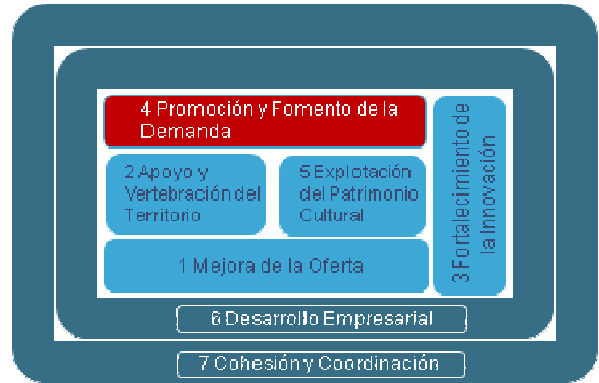 4 Promoción y Fomento de la
Demanda
2 Apoyo y
Vertebración del
Territorio
5 Explotación
del Patrimonio
Cultural
3 Fortalecimiento de
la Innovación
1 Mejora de la Oferta
6 Desarrollo Empresarial
7 Cohesión y Coordinación